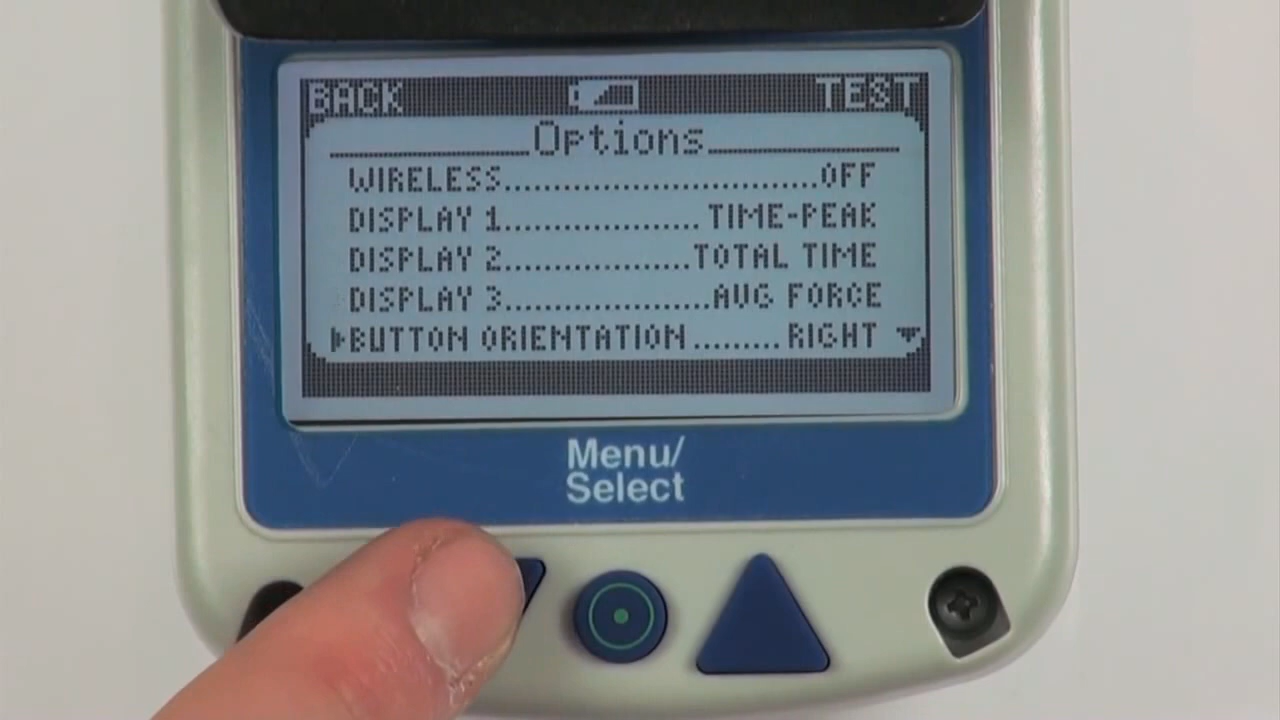 BACK TEST
Options
WIRELESS................................OFF
DISPLAY 1....................TIME-PEAK
DISPLAY 2...................TOTAL TIME
DISPLAY 3.....................AVG FORCE
BUTTON ORIENTATION.........RIGHT
Menu/
Select